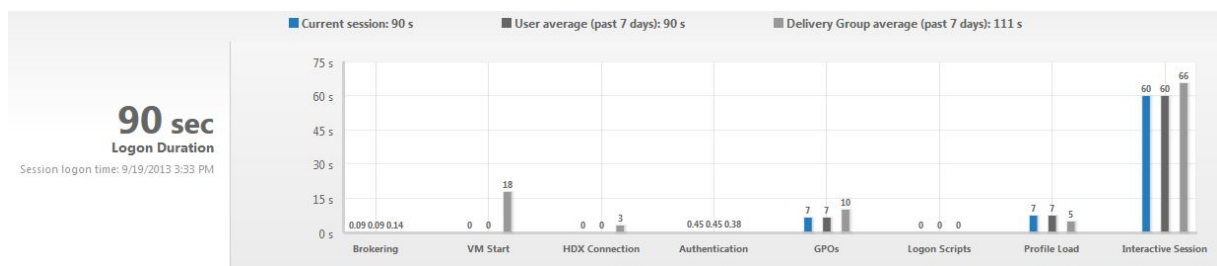 Current session: 90 s User average (past 7 days): 90 s Delivery Group average (past 7 days): 111 s
90 sec
Logon Duration
Session logon time: 9/19/2013 3:33 PM
75 s
60 s
45 s
30 s
15 s
0 s
0.09 0.09 0.14
0 0 18
0 0 3
0.45 0.45 0.38
7 7 10
0 0 0
7 7 5
60 60 66
Brokering VM Start HDX Connection Authentication GPOs Logon Scripts Profile Load Interactive Session